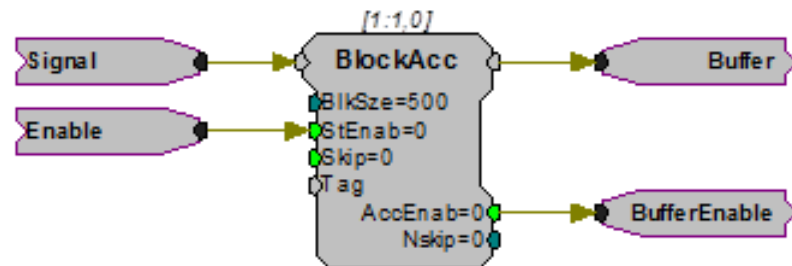 [1:1,0]
Signal
BlockAcc
Buffer
BlkSze=500
Enable
StEnab=0
Skip=0
Tag
AccEnab=0
BufferEnable
Nskip=0